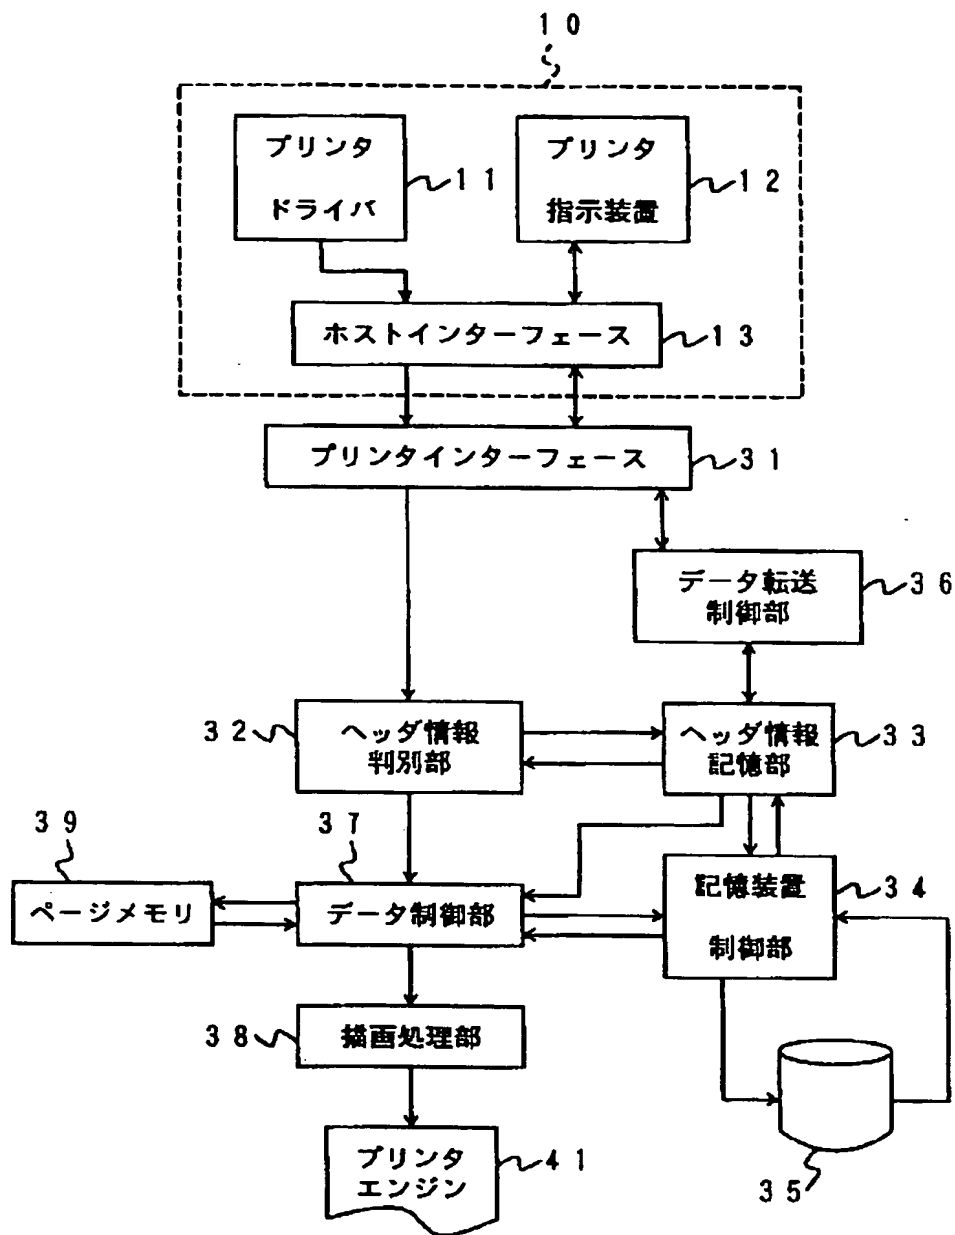 １０
プリンタ
ドライバ
１１
プリンタ
指示装置
１２
ホストインターフェース
１３
プリンタインターフェース
３１
データ転送
制御部
３６
３２
ヘッダ情報
判別部
ヘッダ情報
記憶部
３３
３９
ページメモリ
３７
データ制御部
記憶装置
制御部
３４
３８
描画処理部
プリンタ
エンジン
４１
３５